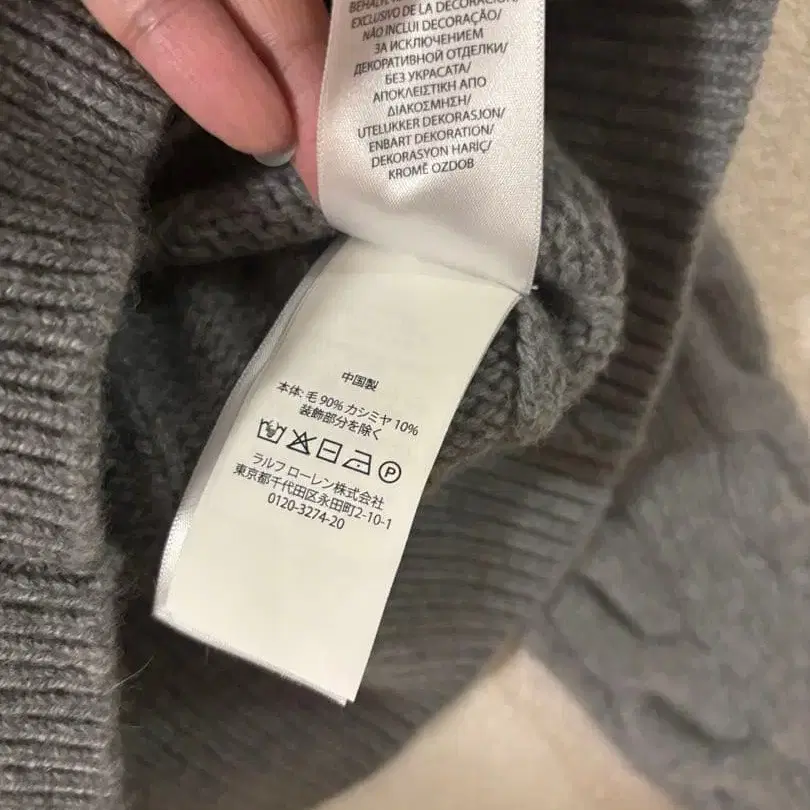 BEHALVE
EXCLUSIVO DE LA DECORACIÓN/
NÃO INCLUI DECORAÇÃO/
ЗА ИСКЛЮЧЕНИЕМ
ДЕКОРАТИВНОЙ ОТДЕЛКИ/
БЕЗ УКРАСАТА/
ΑΠΟΚΛΕΙΣΤΙΚΗ ΑΠΟ
ΔΙΑΚΟΣΜΗΣΗ/
UTELUKKER DEKORASJON/
ENBART DEKORATION/
DEKORASYON HARİÇ/
KROMĚ OZDOB
中国製
本体: 毛 90% カシミヤ 10%
装飾部分を除く
P
ラルフ ローレン株式会社
東京都千代田区永田町2-10-1
0120-3274-20